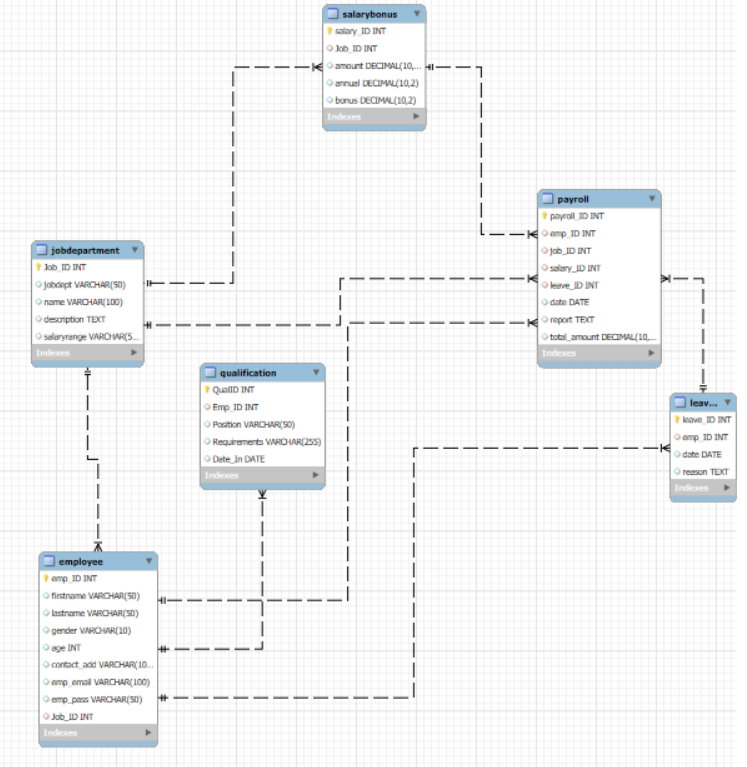 salarybonus
salary_ID INT
Job_ID INT
amount DECIMAL(10,...
annual DECIMAL(10,2)
bonus DECIMAL(10,2)
Indexes
payroll
payroll_ID INT
emp_ID INT
job_ID INT
salary_ID INT
leave_ID INT
date DATE
report TEXT
total_amount DECIMAL(10,...
Indexes
jobdepartment
Job_ID INT
jobdept VARCHAR(50)
name VARCHAR(100)
description TEXT
salaryrange VARCHAR(5...
Indexes
qualification
QualID INT
Emp_ID INT
Position VARCHAR(50)
Requirements VARCHAR(255)
Date_In DATE
Indexes
leav...
leave_ID INT
emp_ID INT
date DATE
reason TEXT
Indexes
employee
emp_ID INT
firstname VARCHAR(50)
lastname VARCHAR(50)
gender VARCHAR(10)
age INT
contact_add VARCHAR(10...
emp_email VARCHAR(100)
emp_pass VARCHAR(50)
Job_ID INT
Indexes